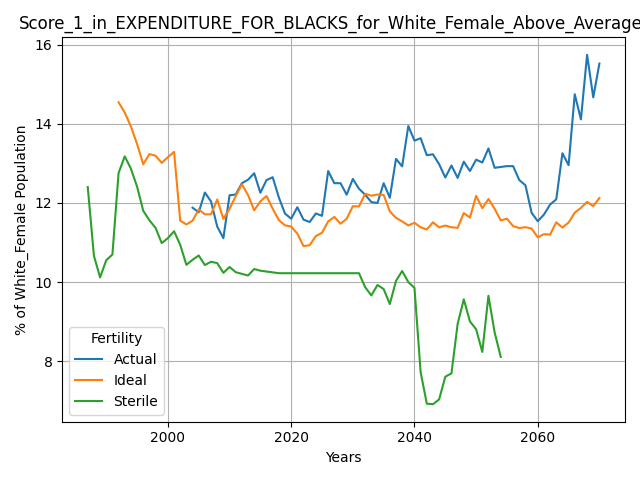 Score_1_in_EXPENDITURE_FOR_BLACKS_for_White_Female_Above_Average
% of White_Female Population
16
14
12
10
8
Fertility
Actual
Ideal
Sterile
2000 2020 2040 2060
Years